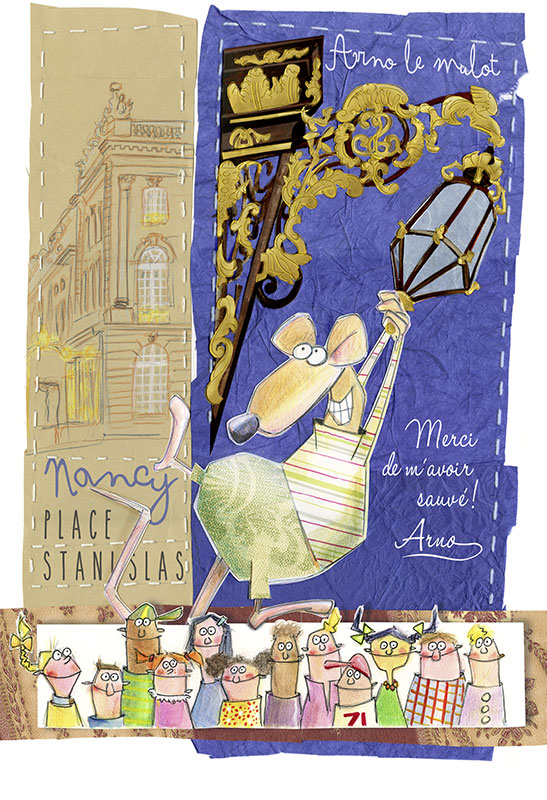 Arno le mulot
Nancy
PLACE
STANISLAS
Merci
de m'avoir
sauvé!
Arno
71